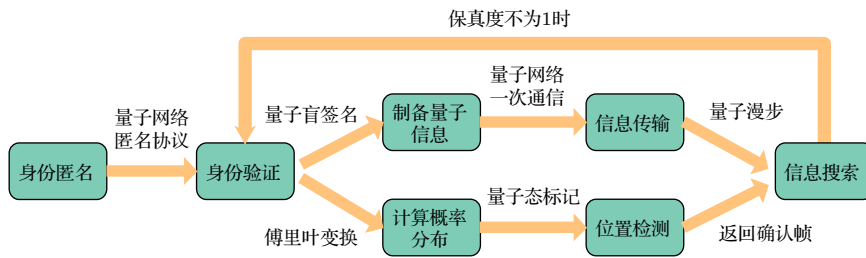 保真度不为1时
量子网络
匿名协议
量子盲签名
制备量子
信息
量子网络
一次通信
信息传输
量子漫步
身份匿名
身份验证
信息搜索
傅里叶变换
计算概率
分布
量子态标记
位置检测
返回确认帧